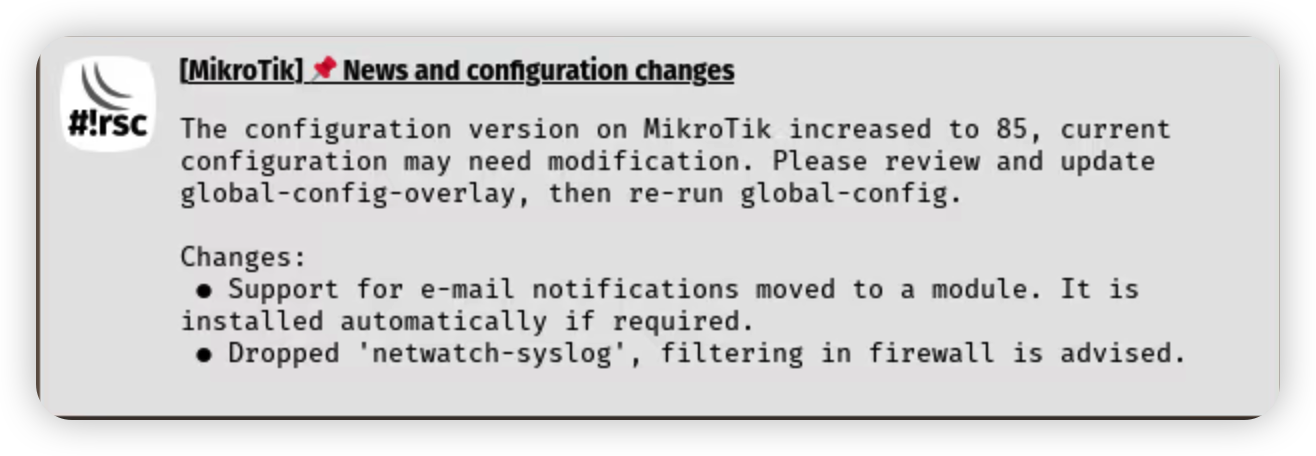 [MikroTik] 📌 News and configuration changes
#!rsc
The configuration version on MikroTik increased to 85, current
configuration may need modification. Please review and update
global-config-overlay, then re-run global-config.
Changes:
● Support for e-mail notifications moved to a module. It is
installed automatically if required.
● Dropped 'netwatch-syslog', filtering in firewall is advised.